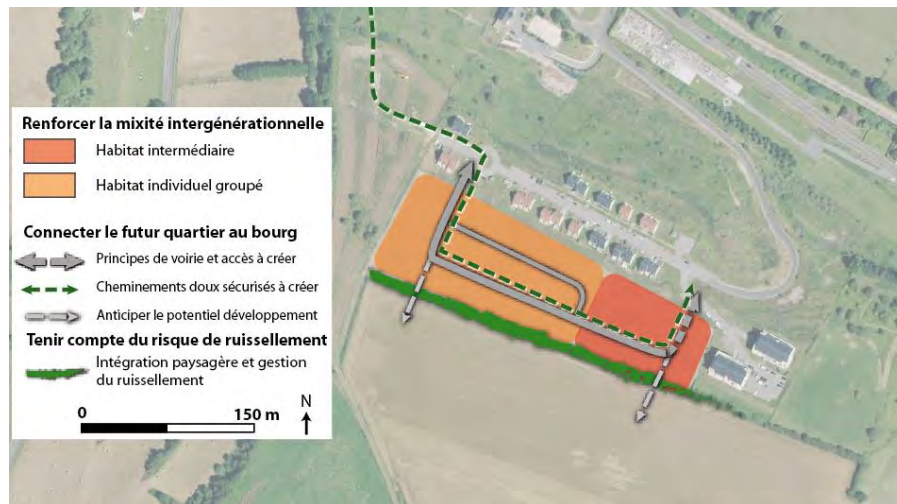 Renforcer la mixité intergénérationnelle
Habitat intermédiaire
Habitat individuel groupé
Connecter le futur quartier au bourg
Principes de voirie et accès à créer
Cheminements doux sécurisés à créer
Anticiper le potentiel développement
Tenir compte du risque de ruissellement
Intégration paysagère et gestion
du ruissellement
0 150 m N